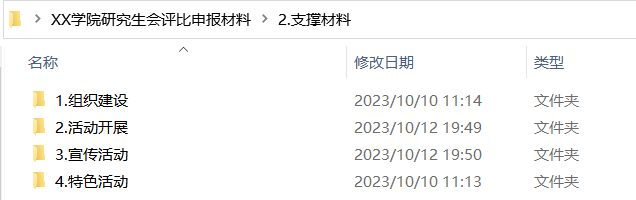 XX学院研究生会评比申报材料 > 2.支撑材料
名称 修改日期 类型
1.组织建设 2023/10/10 11:14 文件夹
2.活动开展 2023/10/12 19:49 文件夹
3.宣传活动 2023/10/12 19:50 文件夹
4.特色活动 2023/10/10 11:13 文件夹